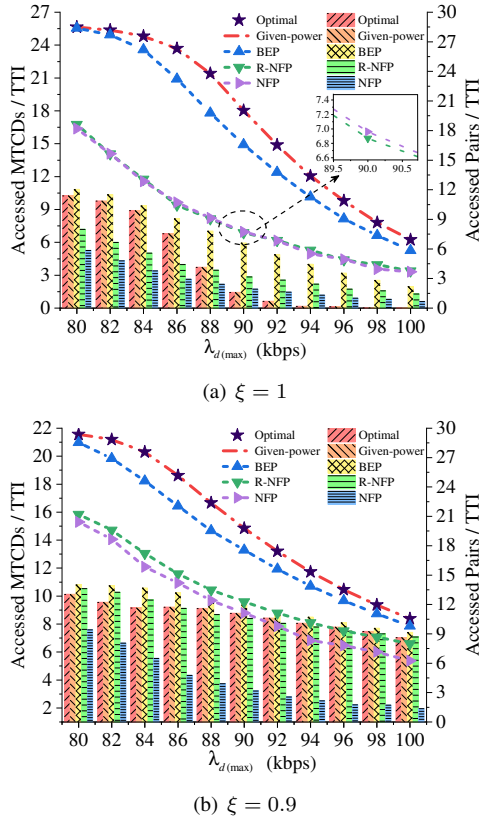 27
24
21
18
15
12
9
6
3
0
Accessed MTCDs / TTI
Optimal
Given-power
BEP
R-NFP
NFP
Optimal
Given-power
BEP
R-NFP
NFP
7.4
7.2
7.0
6.8
6.6
89.5 90.0 90.5
30
27
24
21
18
15
12
9
6
3
0
Accessed Pairs / TTI
80 82 84 86 88 90 92 94 96 98 100
λd(max) (kbps)
(a) ξ = 1
22
20
18
16
14
12
10
8
6
4
2
Accessed MTCDs / TTI
Optimal
Given-power
BEP
R-NFP
NFP
Optimal
Given-power
BEP
R-NFP
NFP
30
27
24
21
18
15
12
9
6
3
0
Accessed Pairs / TTI
80 82 84 86 88 90 92 94 96 98 100
λd(max) (kbps)
(b) ξ = 0.9